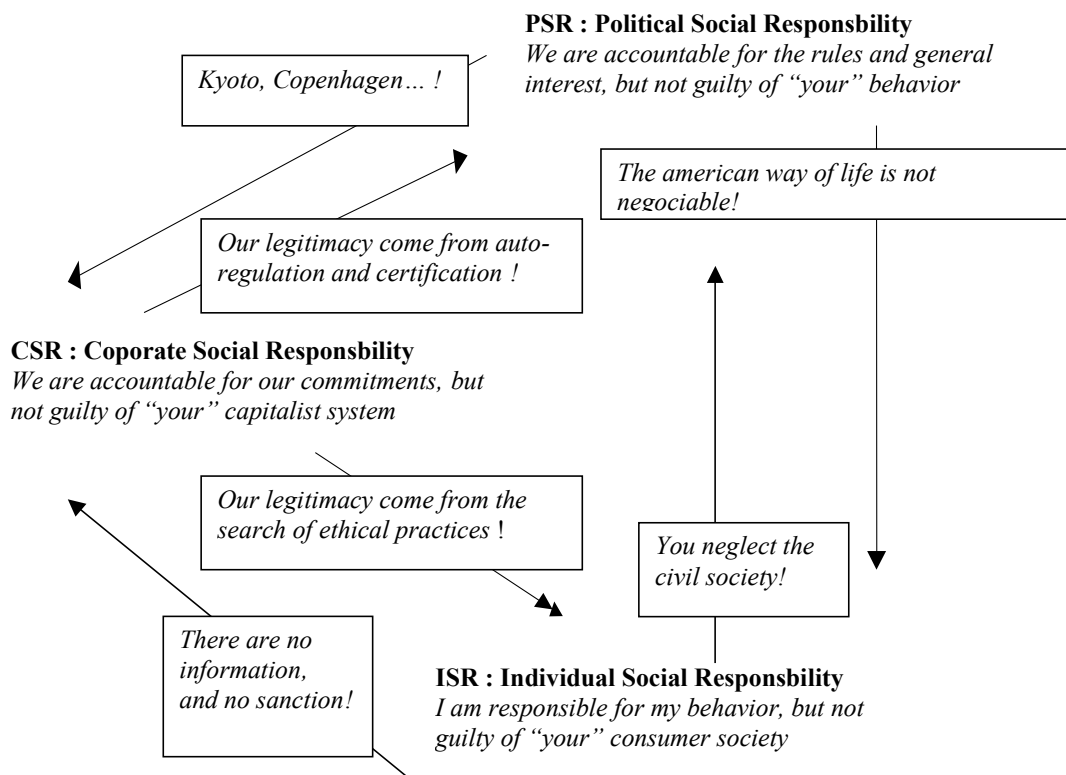 PSR : Political Social Responsbility
We are accountable for the rules and general
interest, but not guilty of “your” behavior
Kyoto, Copenhagen… !
The american way of life is not
negociable!
Our legitimacy come from auto-
regulation and certification !
CSR : Coporate Social Responsbility
We are accountable for our commitments, but
not guilty of “your” capitalist system
Our legitimacy come from the
search of ethical practices !
You neglect the
civil society!
There are no
information,
and no sanction!
ISR : Individual Social Responsbility
I am responsible for my behavior, but not
guilty of “your” consumer society